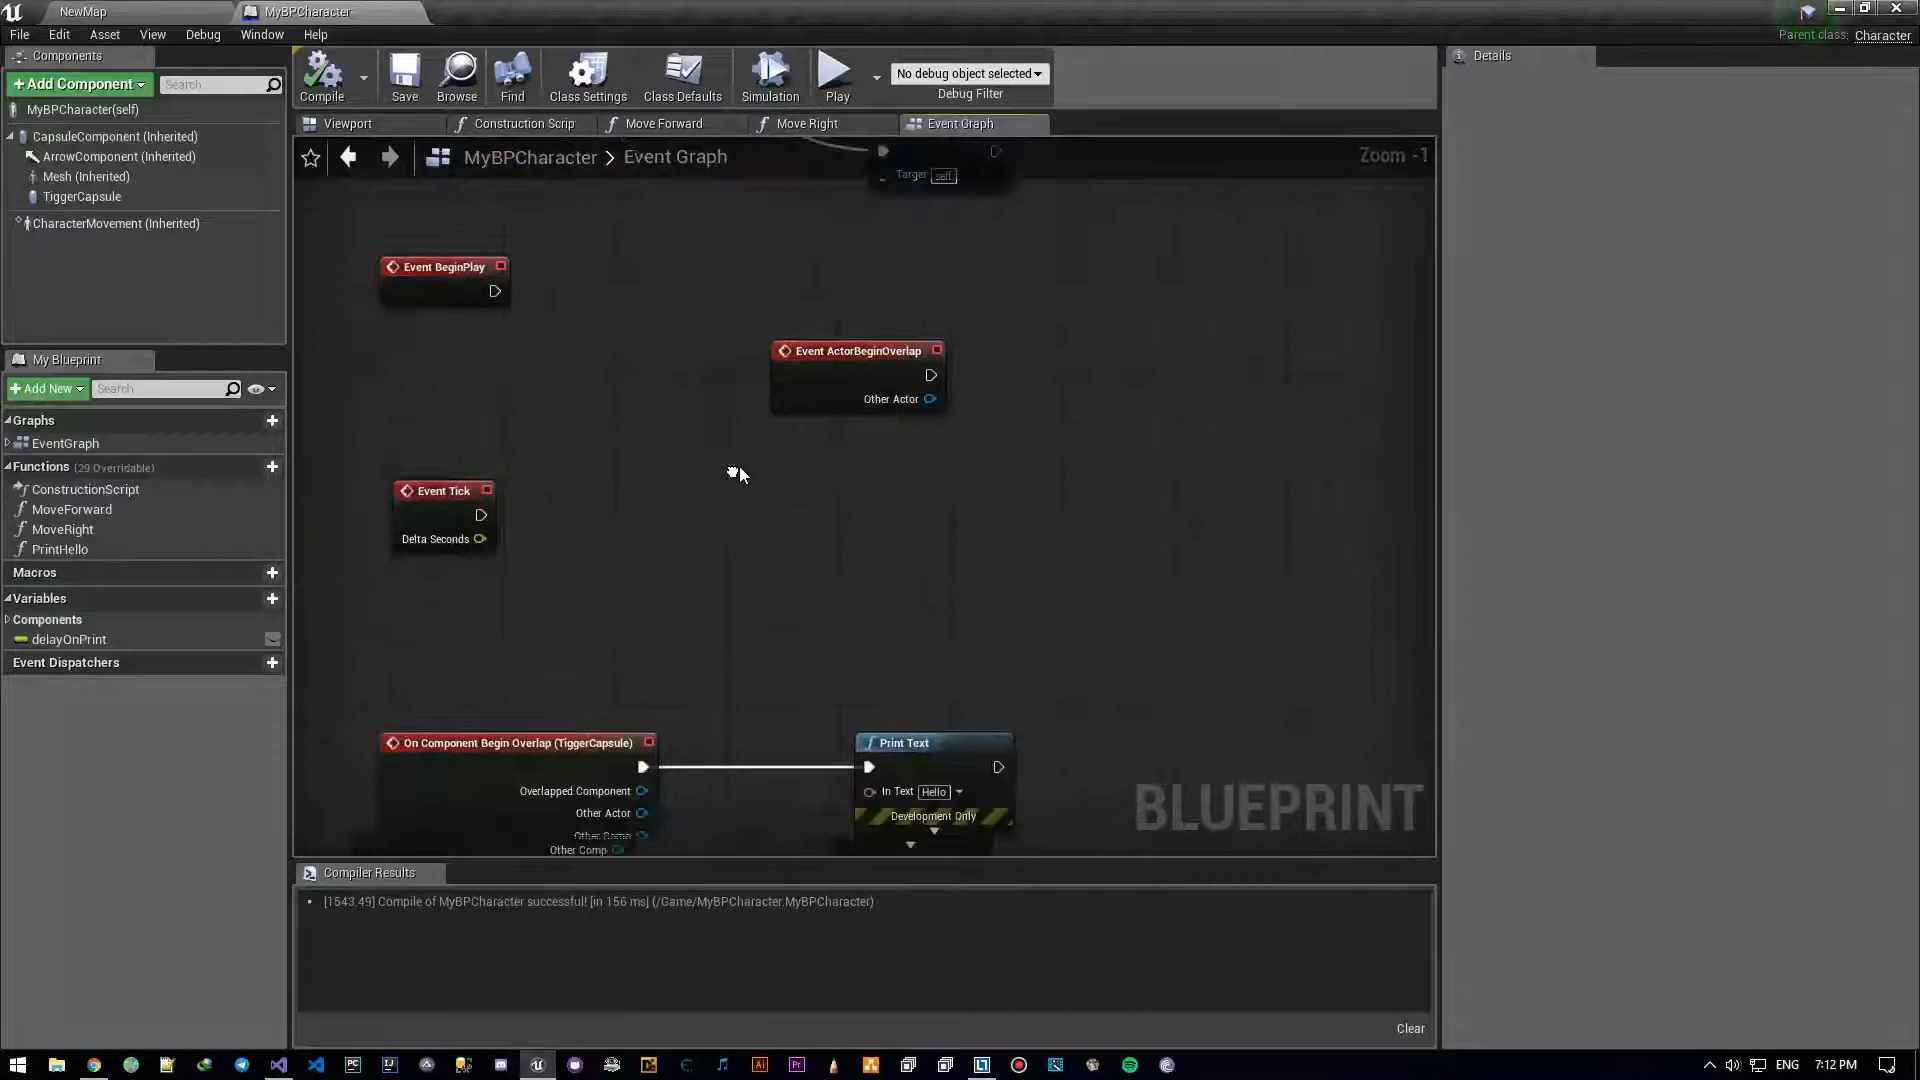 NewMap
MyBPCharacter
File Edit Asset View Debug Window Help
Parent class: Character
Components
+Add Component
Search
MyBPCharacter(self)
CapsuleComponent (Inherited)
ArrowComponent (Inherited)
Mesh (Inherited)
TiggerCapsule
CharacterMovement (Inherited)
My Blueprint
+Add New
Search
Graphs
EventGraph
Functions (29 Overridable)
ConstructionScript
MoveForward
MoveRight
PrintHello
Macros
Variables
Components
delayOnPrint
Event Dispatchers
Compile
Save
Browse
Find
Class Settings
Class Defaults
Simulation
Play
No debug object selected
Debug Filter
Viewport
Construction Scrip
Move Forward
Move Right
Event Graph
MyBPCharacter > Event Graph
Zoom -1
Target self
Event BeginPlay
Event ActorBeginOverlap
Other Actor
Event Tick
Delta Seconds
On Component Begin Overlap (TiggerCapsule)
Overlapped Component
Other Actor
Other Comp
Other Comp
Print Text
In Text Hello
Development Only
BLUEPRINT
Compiler Results
[1543.49] Compile of MyBPCharacter successful! [in 156 ms] (/Game/MyBPCharacter.MyBPCharacter)
Clear
Details
PC
IJ
Ai
Pr
ENG
7:12 PM